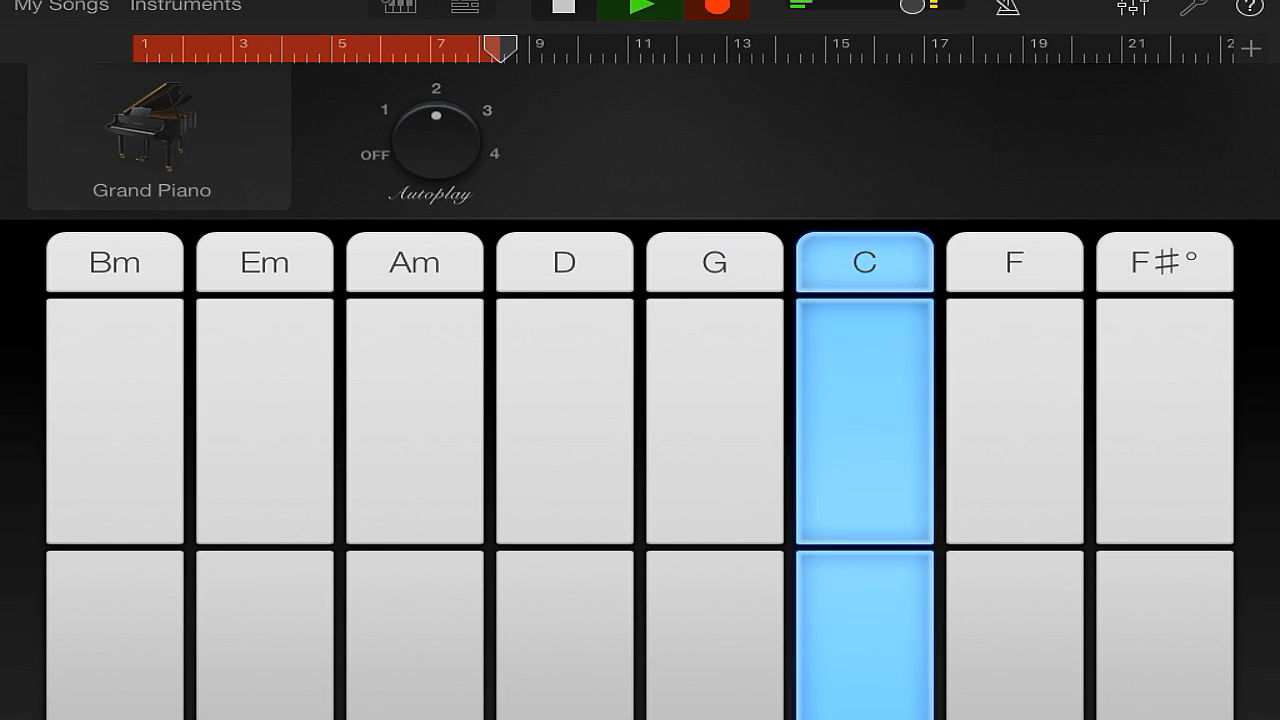 My Songs Instruments ?
1 3 5 7 9 11 13 15 17 19 21 2 +
2
1 3
OFF 4
Grand Piano Autoplay
Bm Em Am D G C F F♯°